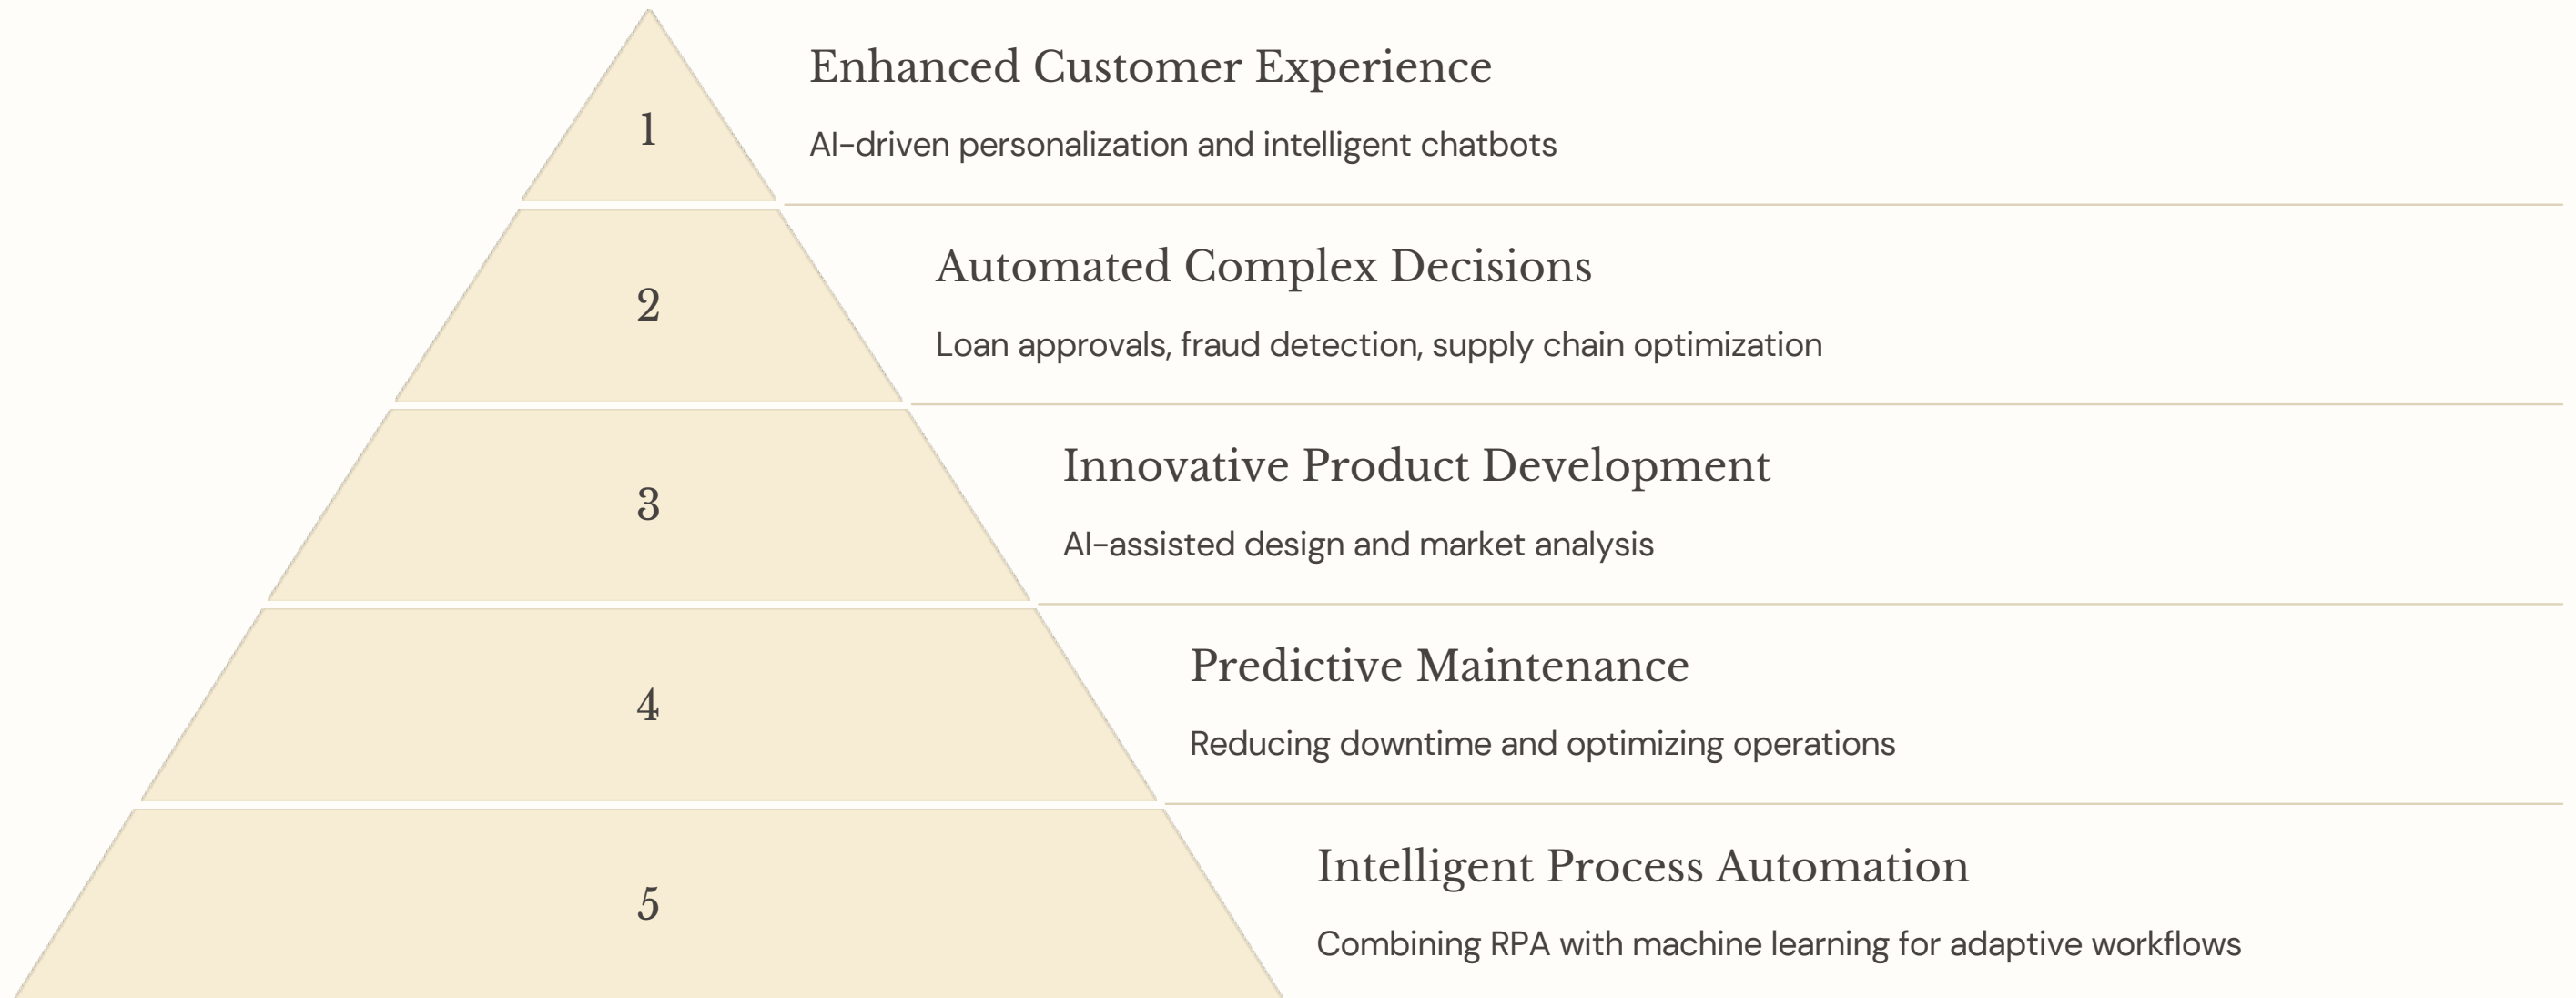 1
Enhanced Customer Experience
AI-driven personalization and intelligent chatbots
2
Automated Complex Decisions
Loan approvals, fraud detection, supply chain optimization
3
Innovative Product Development
AI-assisted design and market analysis
4
Predictive Maintenance
Reducing downtime and optimizing operations
5
Intelligent Process Automation
Combining RPA with machine learning for adaptive workflows